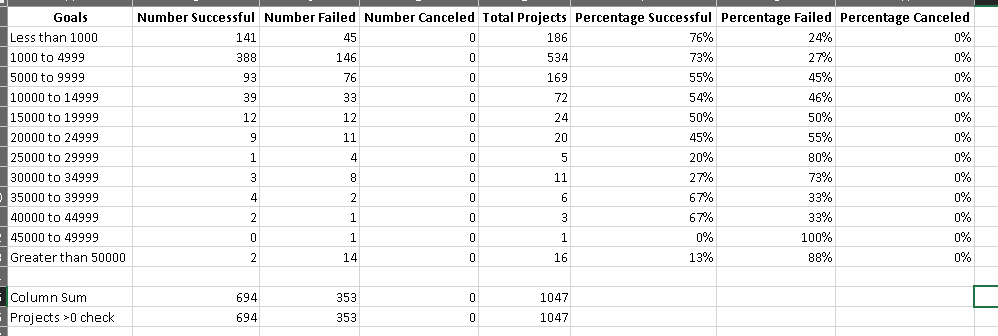 Goals Number Successful Number Failed Number Canceled Total Projects Percentage Successful Percentage Failed Percentage Canceled
Less than 1000 141 45 0 186 76% 24% 0%
1000 to 4999 388 146 0 534 73% 27% 0%
5000 to 9999 93 76 0 169 55% 45% 0%
10000 to 14999 39 33 0 72 54% 46% 0%
15000 to 19999 12 12 0 24 50% 50% 0%
20000 to 24999 9 11 0 20 45% 55% 0%
25000 to 29999 1 4 0 5 20% 80% 0%
30000 to 34999 3 8 0 11 27% 73% 0%
35000 to 39999 4 2 0 6 67% 33% 0%
40000 to 44999 2 1 0 3 67% 33% 0%
45000 to 49999 0 1 0 1 0% 100% 0%
Greater than 50000 2 14 0 16 13% 88% 0%
Column Sum 694 353 0 1047
Projects >0 check 694 353 0 1047